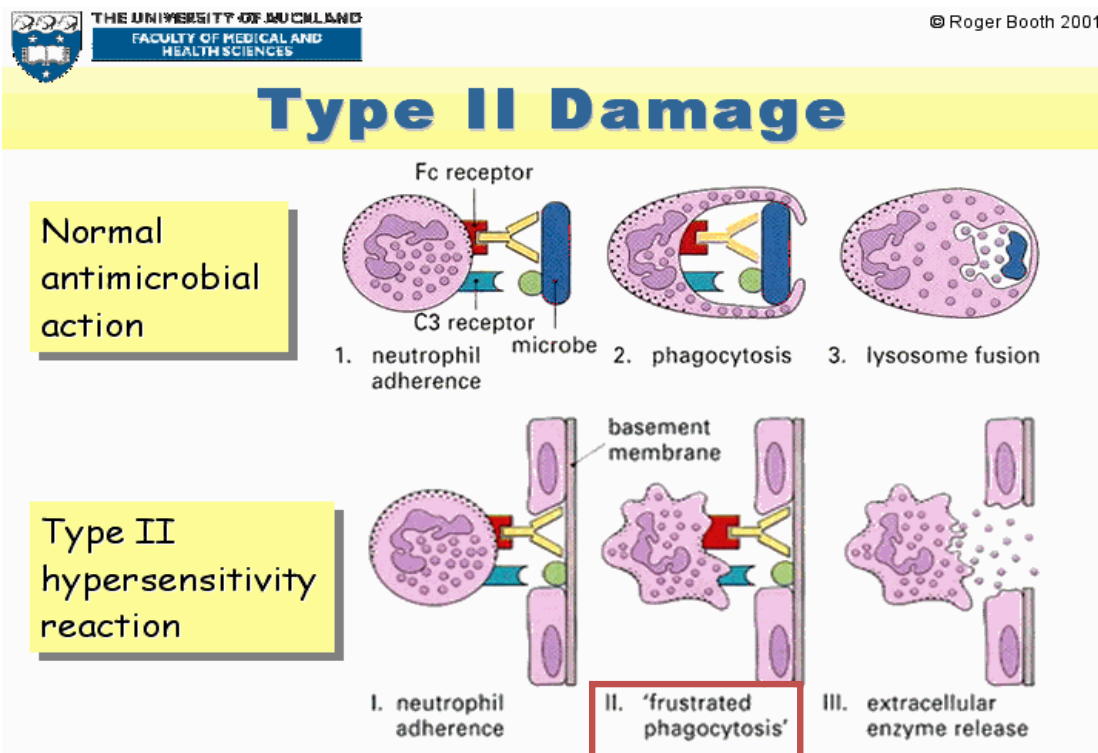 THE UNIVERSITY OF AUCKLAND
FACULTY OF MEDICAL AND
HEALTH SCIENCES
© Roger Booth 2001
Type II Damage
Normal
antimicrobial
action
Fc receptor
C3 receptor
microbe
1. neutrophil
adherence
2. phagocytosis
3. lysosome fusion
Type II
hypersensitivity
reaction
basement
membrane
I. neutrophil
adherence
II. 'frustrated
phagocytosis'
III. extracellular
enzyme release